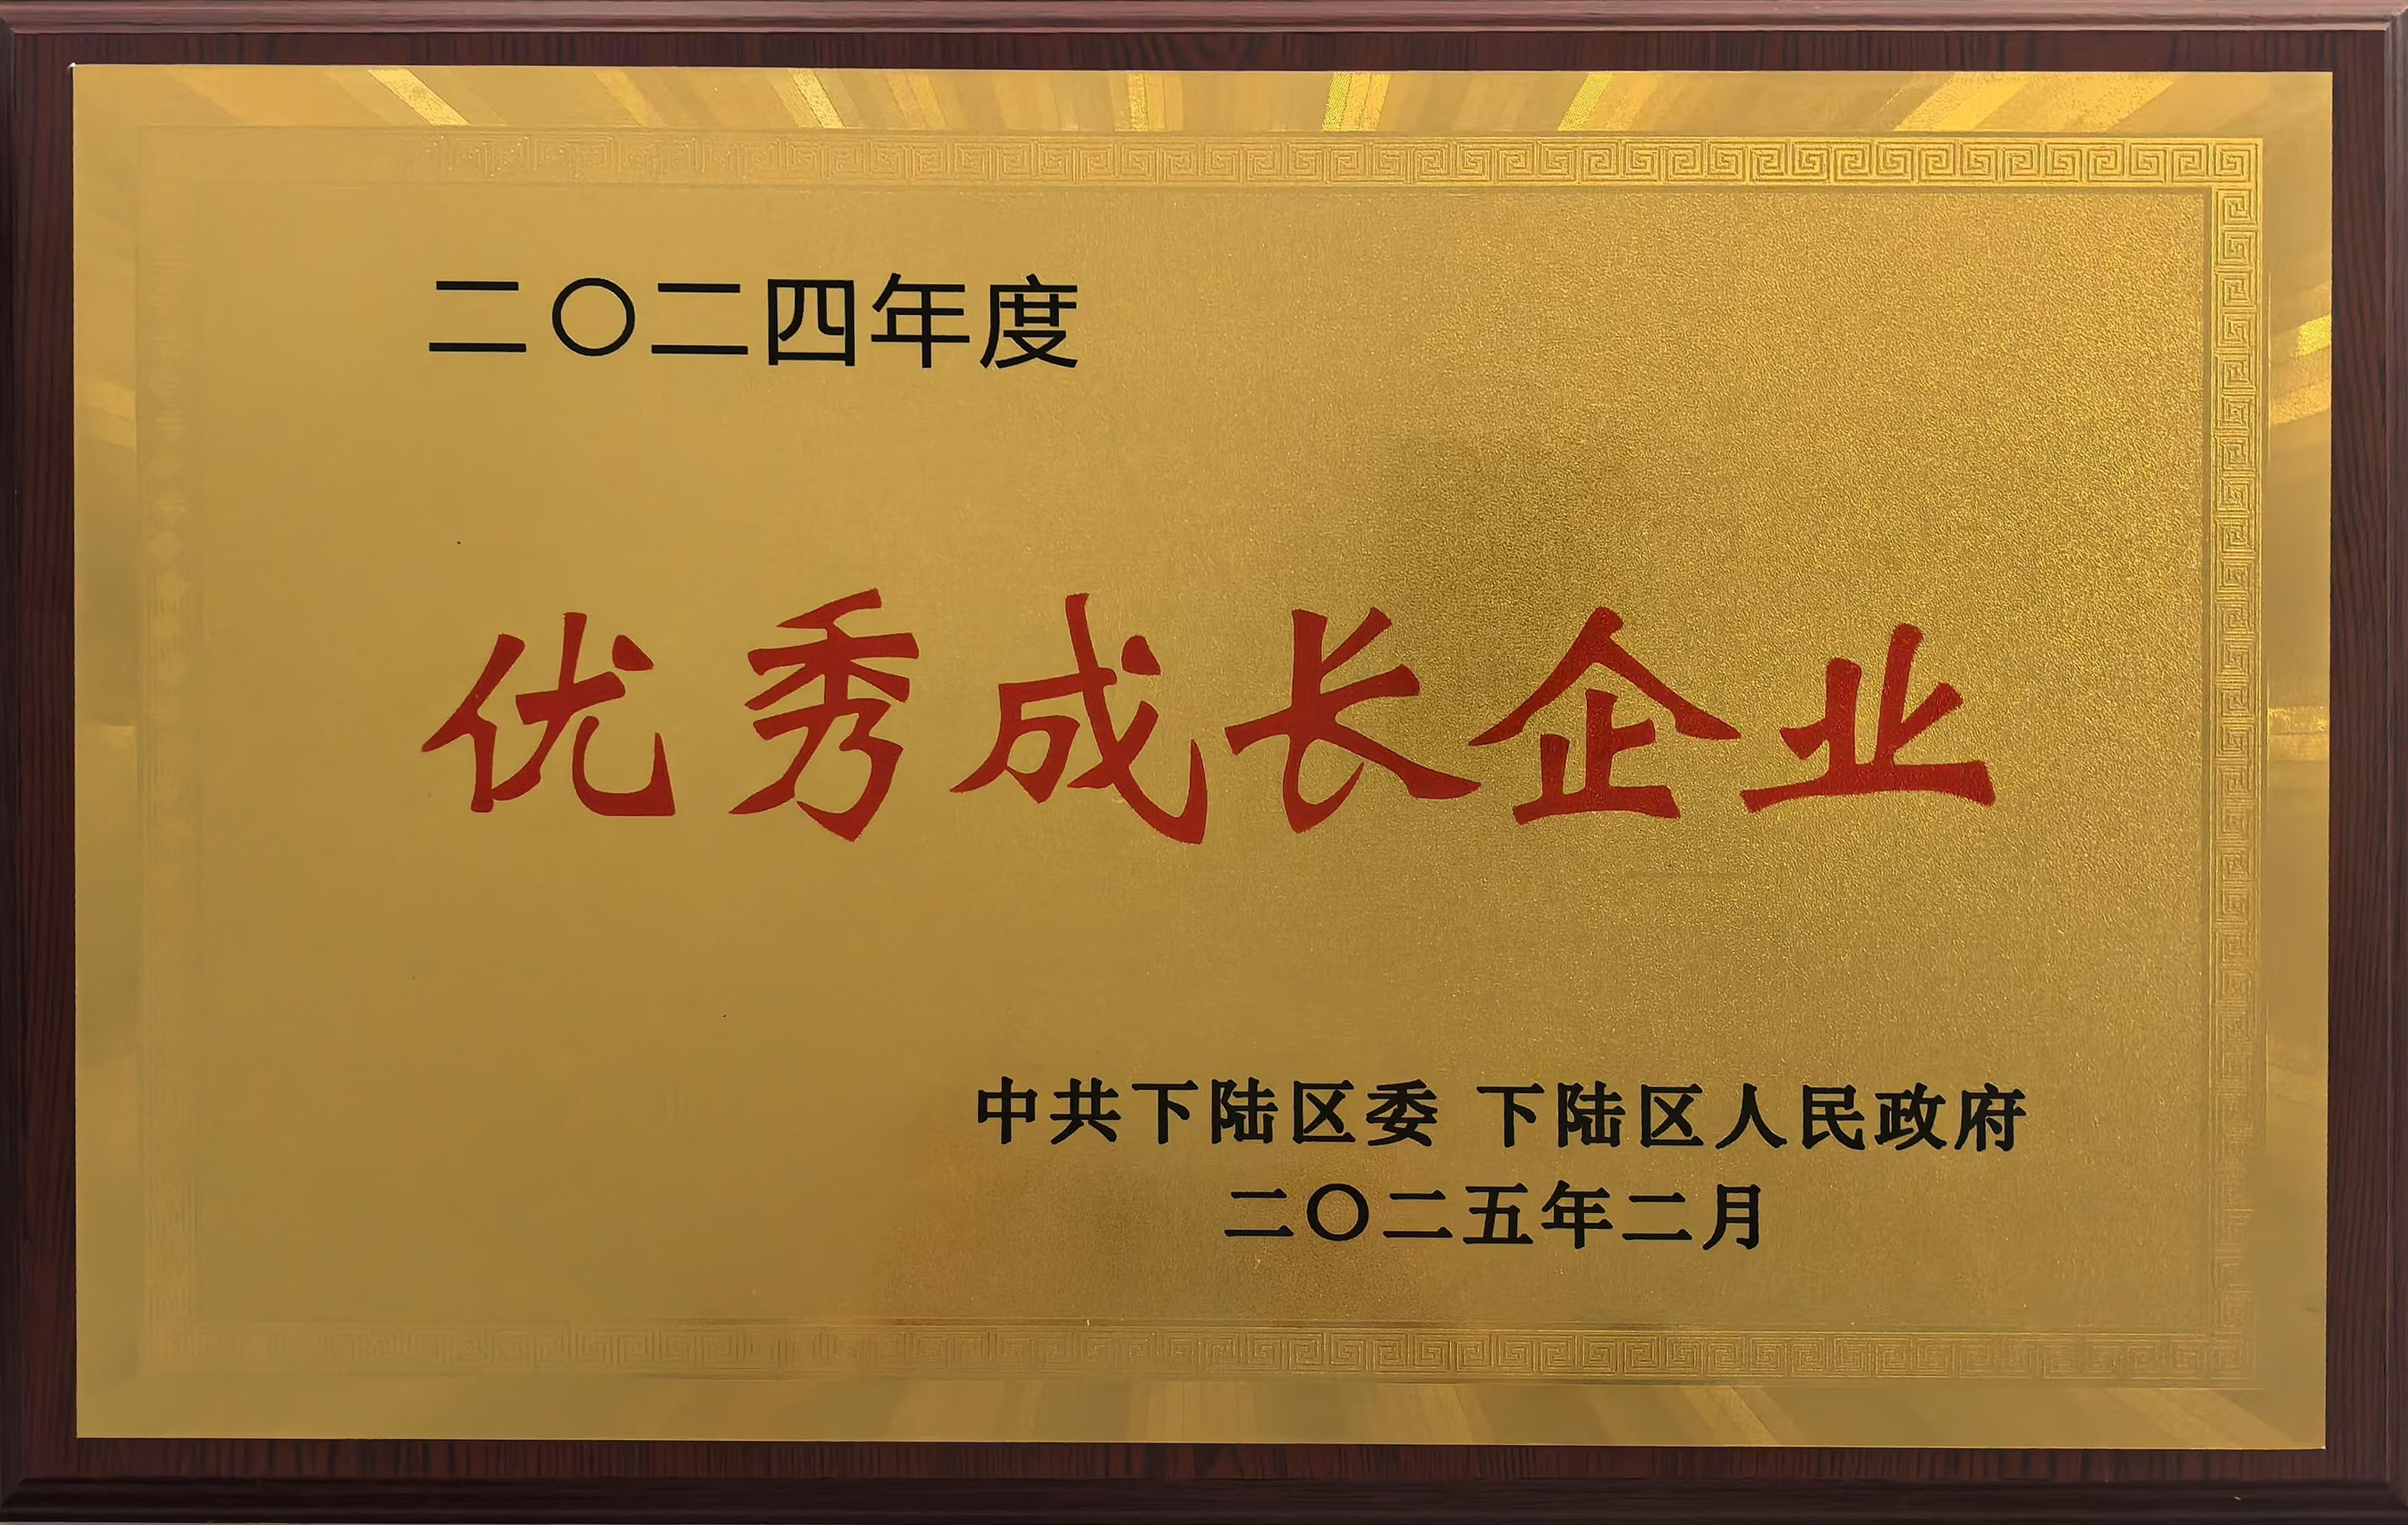 二〇二四年度
优秀成长企业
中共下陆区委 下陆区人民政府
二〇二五年二月